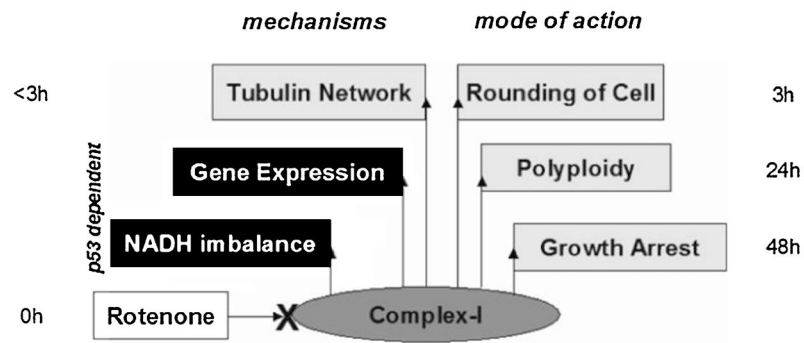 mechanisms mode of action
<3h Tubulin Network Rounding of Cell 3h
p53 dependent
Gene Expression Polyploidy 24h
NADH imbalance Growth Arrest 48h
0h Rotenone X Complex-I